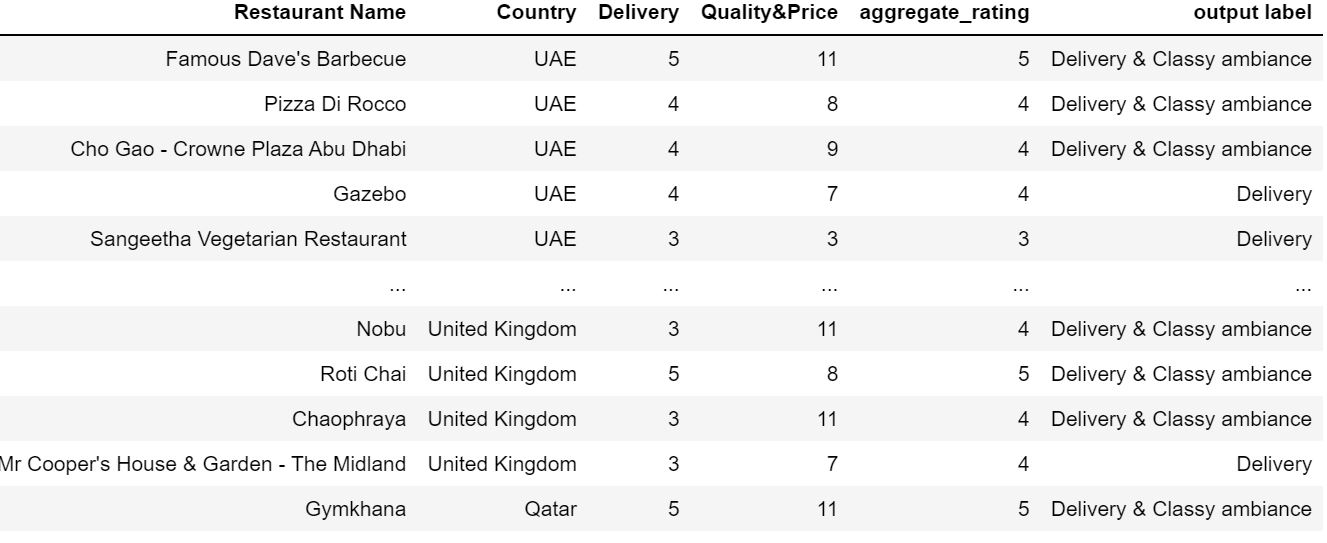 Restaurant Name Country Delivery Quality&Price aggregate_rating output label
Famous Dave's Barbecue UAE 5 11 5 Delivery & Classy ambiance
Pizza Di Rocco UAE 4 8 4 Delivery & Classy ambiance
Cho Gao - Crowne Plaza Abu Dhabi UAE 4 9 4 Delivery & Classy ambiance
Gazebo UAE 4 7 4 Delivery
Sangeetha Vegetarian Restaurant UAE 3 3 3 Delivery
... ... ... ... ... ...
Nobu United Kingdom 3 11 4 Delivery & Classy ambiance
Roti Chai United Kingdom 5 8 5 Delivery & Classy ambiance
Chaophraya United Kingdom 3 11 4 Delivery & Classy ambiance
Mr Cooper's House & Garden - The Midland United Kingdom 3 7 4 Delivery
Gymkhana Qatar 5 11 5 Delivery & Classy ambiance